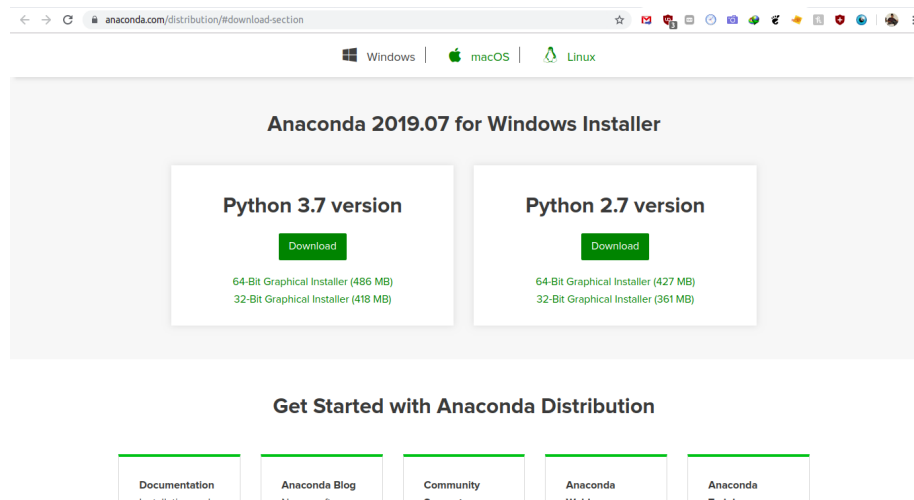 anaconda.com/distribution/#download-section
Windows macOS Linux
Anaconda 2019.07 for Windows Installer
Python 3.7 version
Download
64-Bit Graphical Installer (486 MB)
32-Bit Graphical Installer (418 MB)
Python 2.7 version
Download
64-Bit Graphical Installer (427 MB)
32-Bit Graphical Installer (361 MB)
Get Started with Anaconda Distribution
Documentation
Anaconda Blog
Community
Anaconda
Anaconda